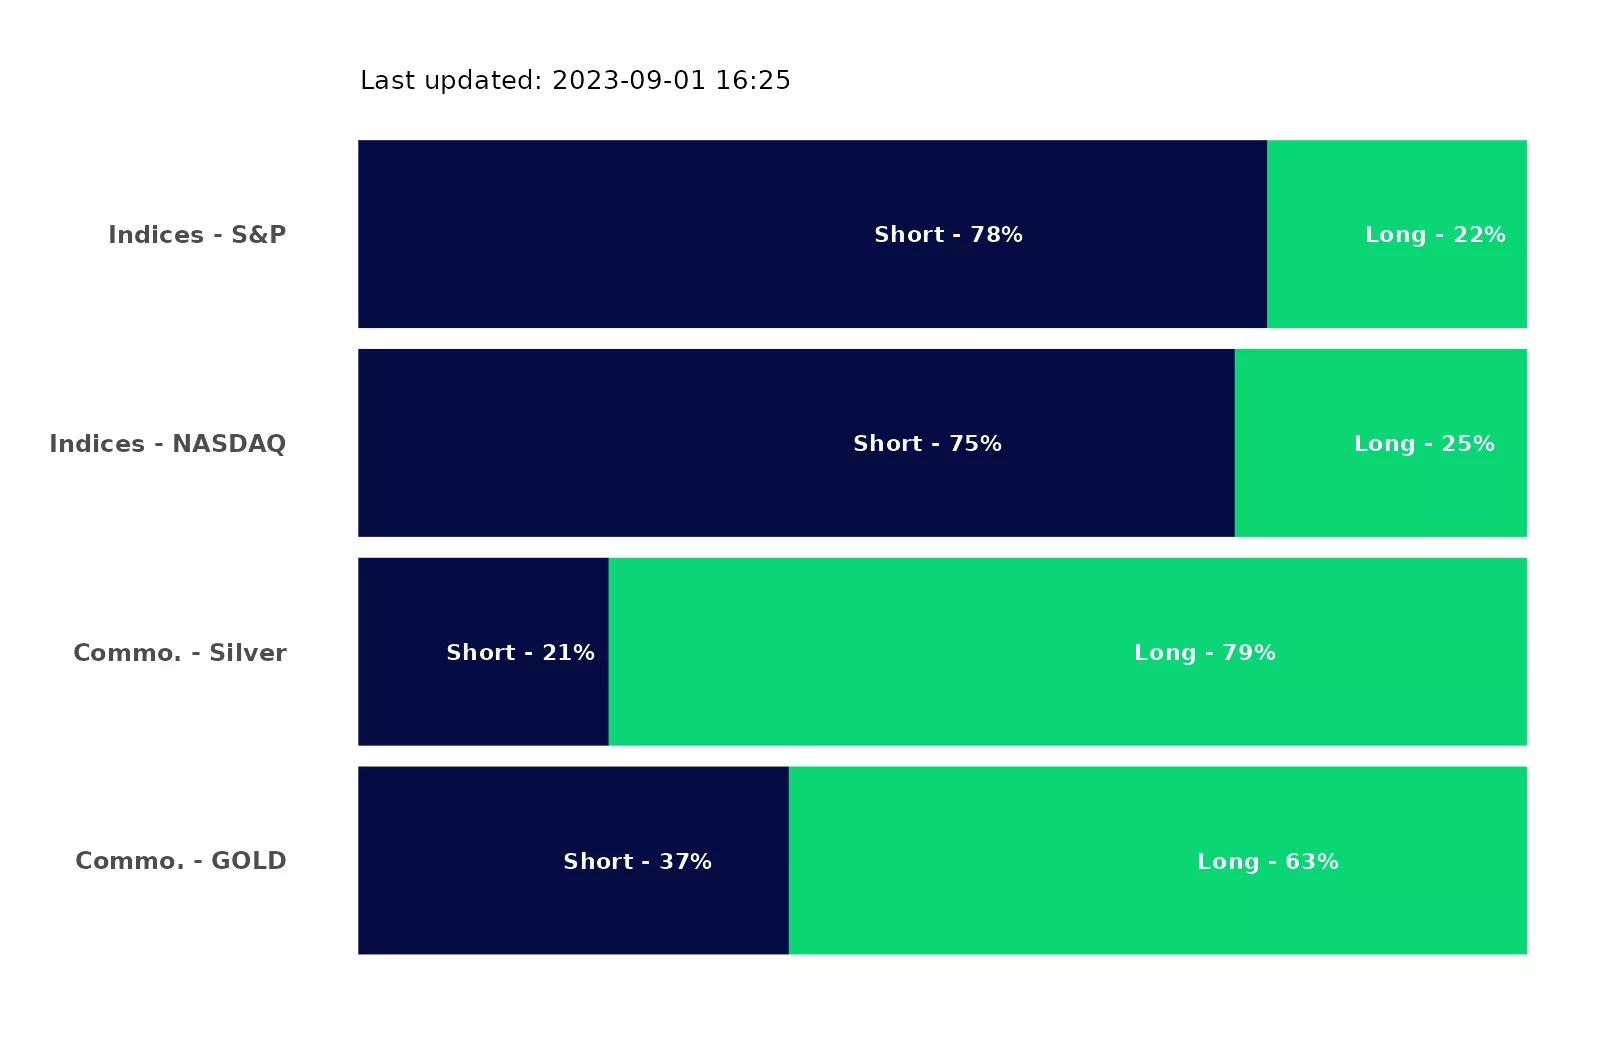 Last updated: 2023-09-01 16:25
Indices - S&P
Short - 78%
Long - 22%
Indices - NASDAQ
Short - 75%
Long - 25%
Commo. - Silver
Short - 21%
Long - 79%
Commo. - GOLD
Short - 37%
Long - 63%